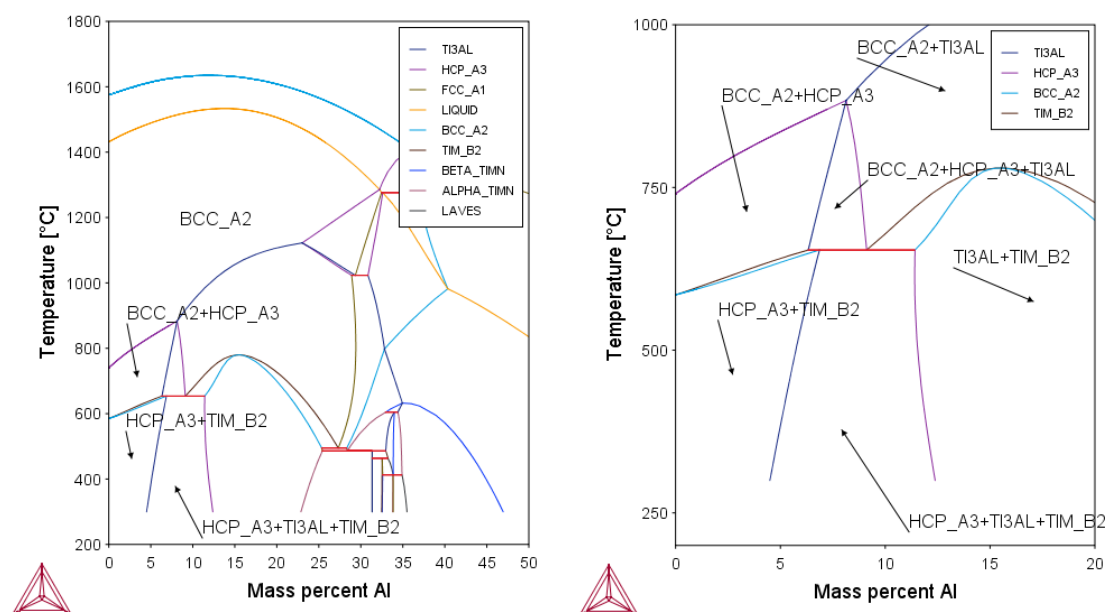 1800
1600
1400
1200
1000
800
600
400
200
Temperature [°C]
0 5 10 15 20 25 30 35 40 45 50
Mass percent Al
TI3AL
HCP_A3
FCC_A1
LIQUID
BCC_A2
TIM_B2
BETA_TIMN
ALPHA_TIMN
LAVES
BCC_A2
BCC_A2+HCP_A3
HCP_A3+TIM_B2
HCP_A3+TI3AL+TIM_B2
1000
750
500
250
Temperature [°C]
0 5 10 15 20
Mass percent Al
TI3AL
HCP_A3
BCC_A2
TIM_B2
BCC_A2+TI3AL
BCC_A2+HCP_A3
BCC_A2+HCP_A3+TI3AL
TI3AL+TIM_B2
HCP_A3+TIM_B2
HCP_A3+TI3AL+TIM_B2